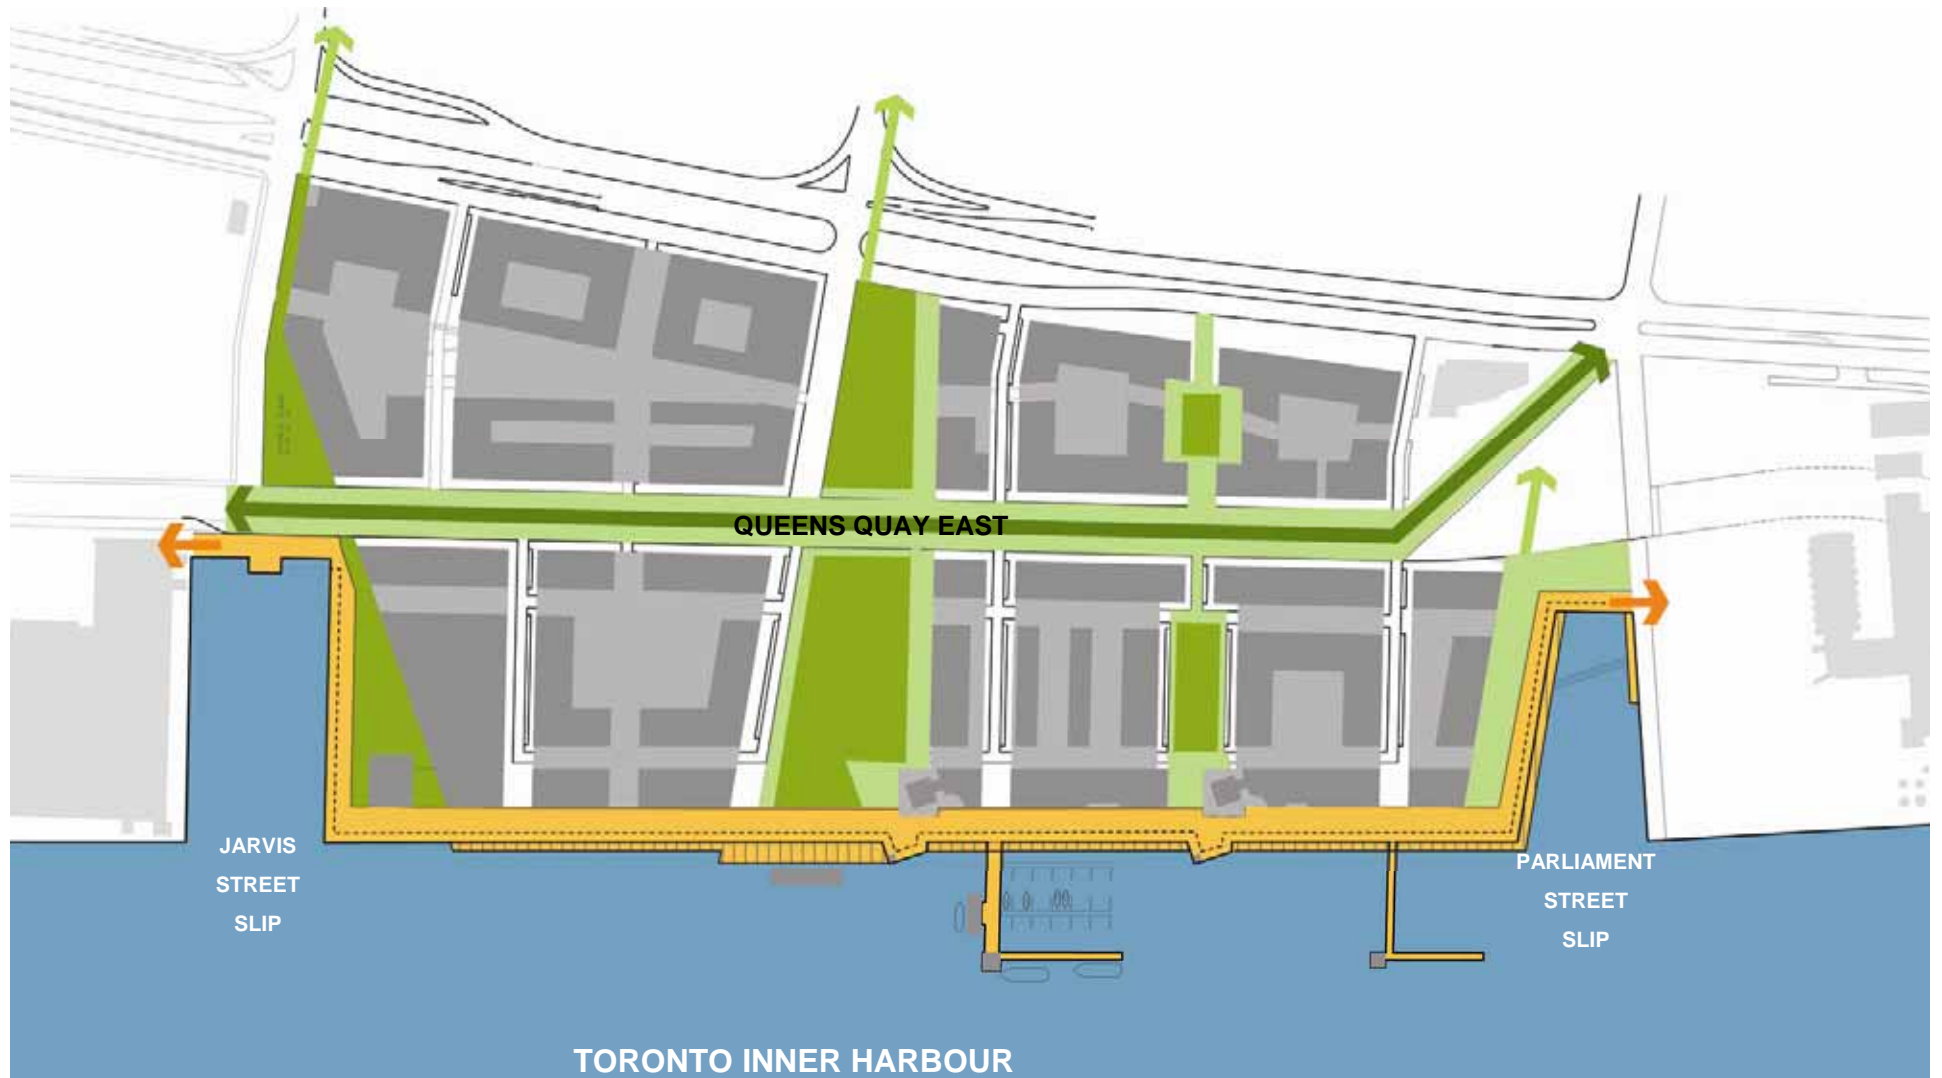 QUEENS QUAY EAST
JARVIS
STREET
SLIP
PARLIAMENT
STREET
SLIP
TORONTO INNER HARBOUR